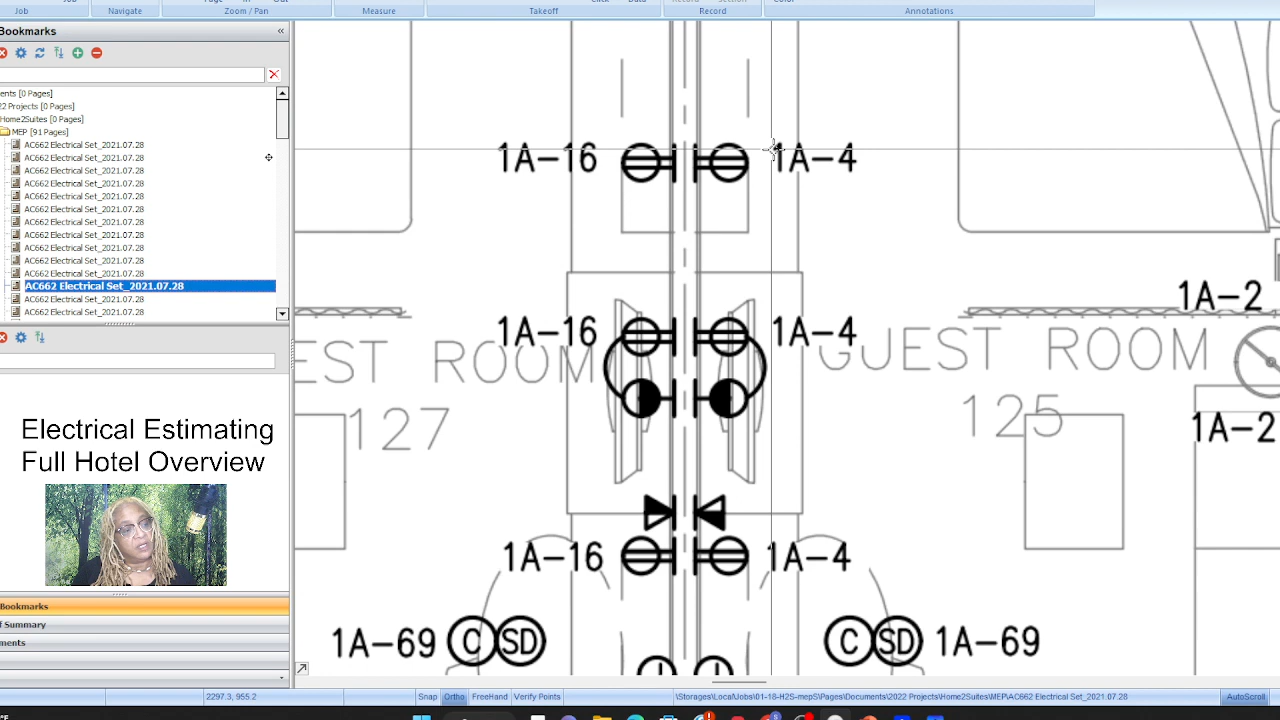 Job
Navigate
Zoom / Pan
Measure
Takeoff
Record
Annotations
Bookmarks
ents [0 Pages]
22 Projects [0 Pages]
Home2Suites [0 Pages]
MEP [91 Pages]
AC662 Electrical Set_2021.07.28
AC662 Electrical Set_2021.07.28
AC662 Electrical Set_2021.07.28
AC662 Electrical Set_2021.07.28
AC662 Electrical Set_2021.07.28
AC662 Electrical Set_2021.07.28
AC662 Electrical Set_2021.07.28
AC662 Electrical Set_2021.07.28
AC662 Electrical Set_2021.07.28
AC662 Electrical Set_2021.07.28
AC662 Electrical Set_2021.07.28
AC662 Electrical Set_2021.07.28
AC662 Electrical Set_2021.07.28
AC662 Electrical Set_2021.07.28
Electrical Estimating
Full Hotel Overview
Bookmarks
f Summary
ments
1A-16
1A-4
1A-2
1A-16
1A-4
EST ROOM
127
GUEST ROOM
125
1A-2
1A-16
1A-4
1A-69
C SD
C SD
1A-69
2297.3, 955.2
Snap
Ortho
FreeHand
Verify Points
\Storages\LocalJobs\01-18-H2S-mepS\Pages\Documents\2022 Projects\Home2Suites\MEP\AC662 Electrical Set_2021.07.28
AutoScroll